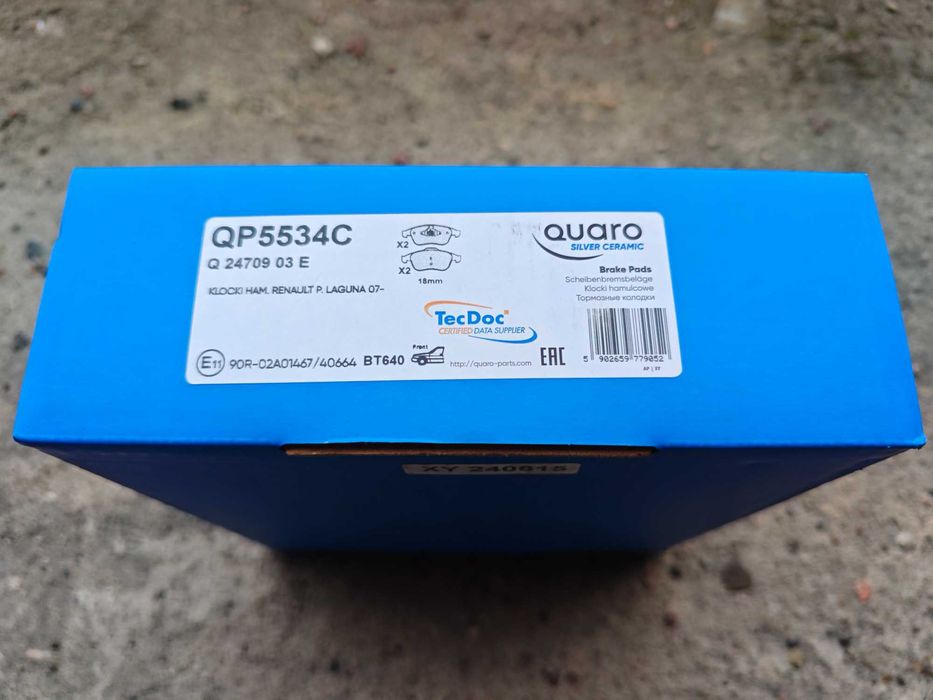 QP5534C
Q 24709 03 E
KLOCKI HAM. RENAULT P. LAGUNA 07-
X2
X2
18mm
QUARO
SILVER CERAMIC
Brake Pads
Scheibenbremsbeläge
Klocki hamulcowe
Тормозные колодки
TecDoc
CERTIFIED DATA SUPPLIER
E11 90R-02A01467/40664 BT640
Front
http://quaro-parts.com
EAC
5 902659 779052
XY 240615